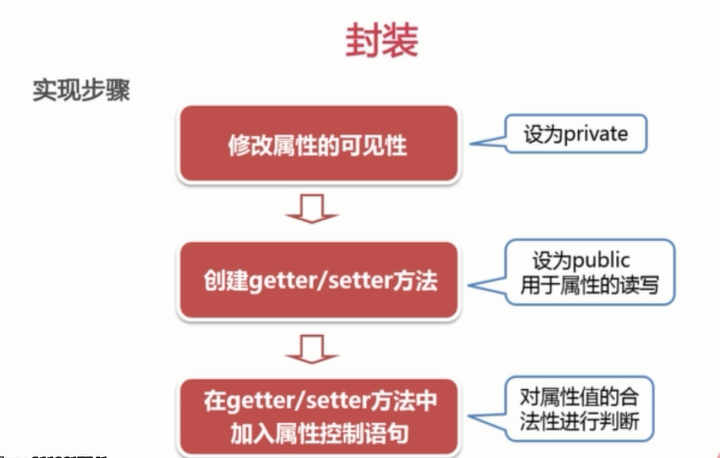 封装
实现步骤
修改属性的可见性
设为private
创建getter/setter方法
设为public
用于属性的读写
在getter/setter方法中
加入属性控制语句
对属性值的合
法性进行判断